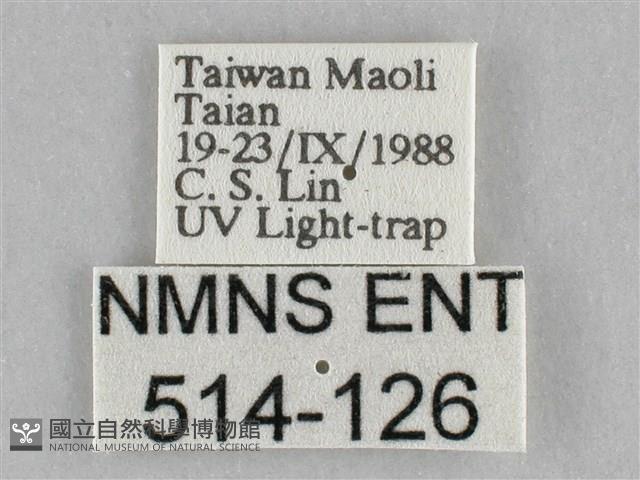 Taiwan Maoli
Taian
19-23/IX/1988
C. S. Lin
UV Light-trap
NMNS ENT
514-126
國立自然科學博物館
NATIONAL MUSEUM OF NATURAL SCIENCE